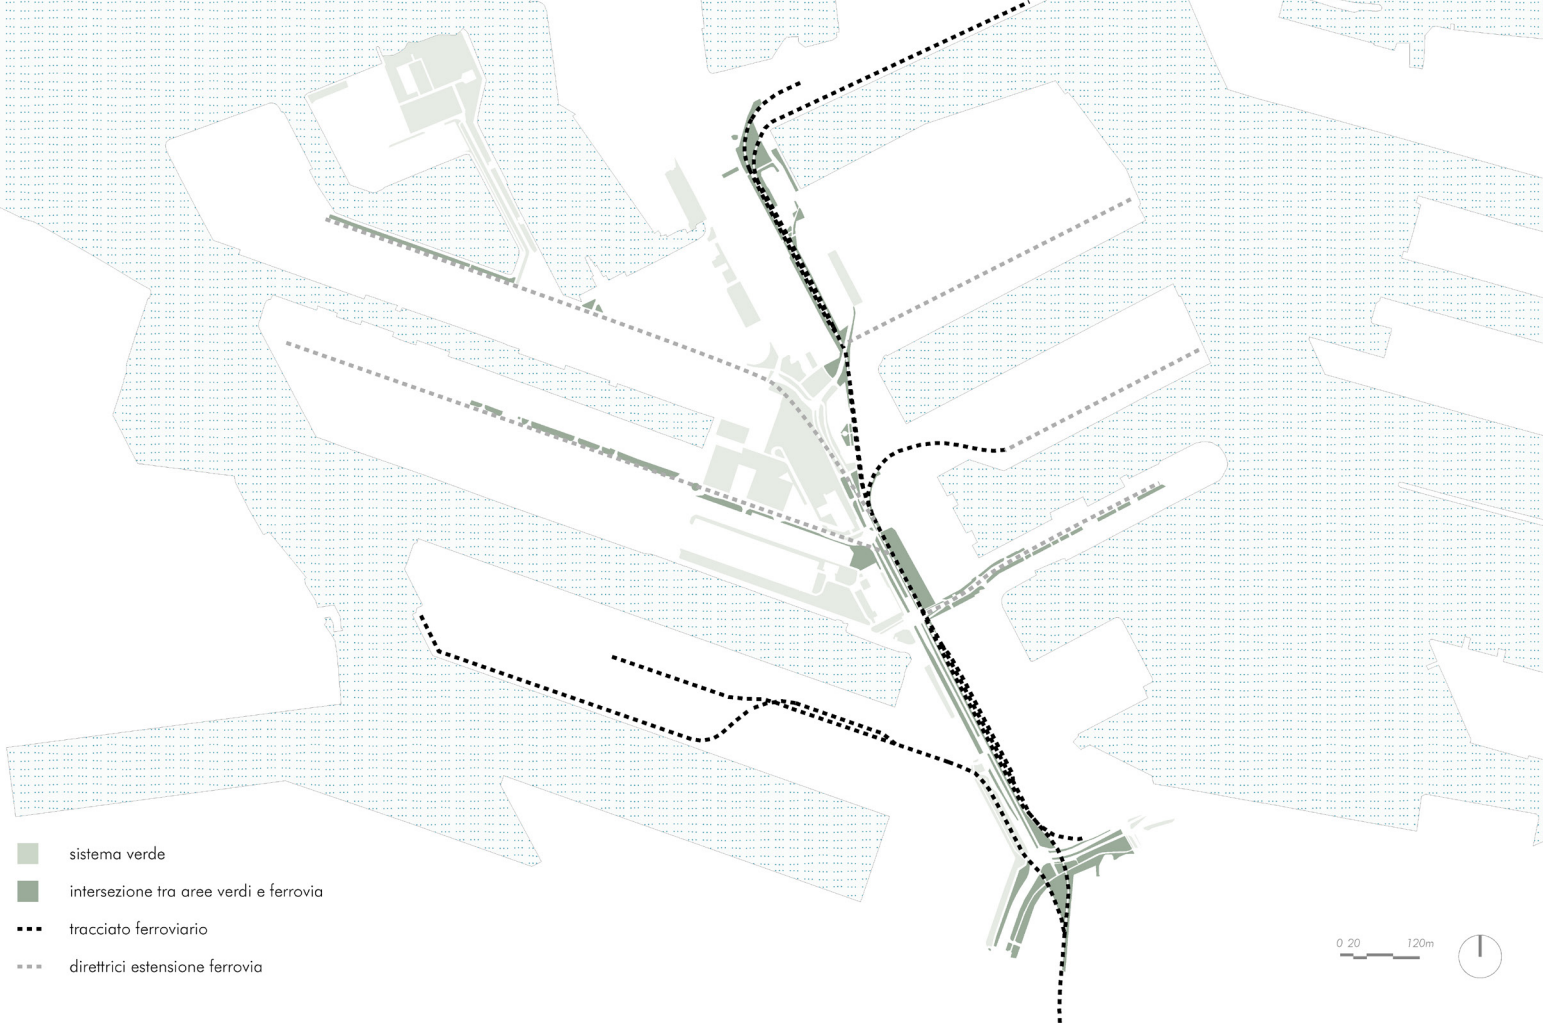 sistema verde
intersezione tra aree verdi e ferrovia
tracciato ferroviario
direttrici estensione ferrovia
0 20 120m